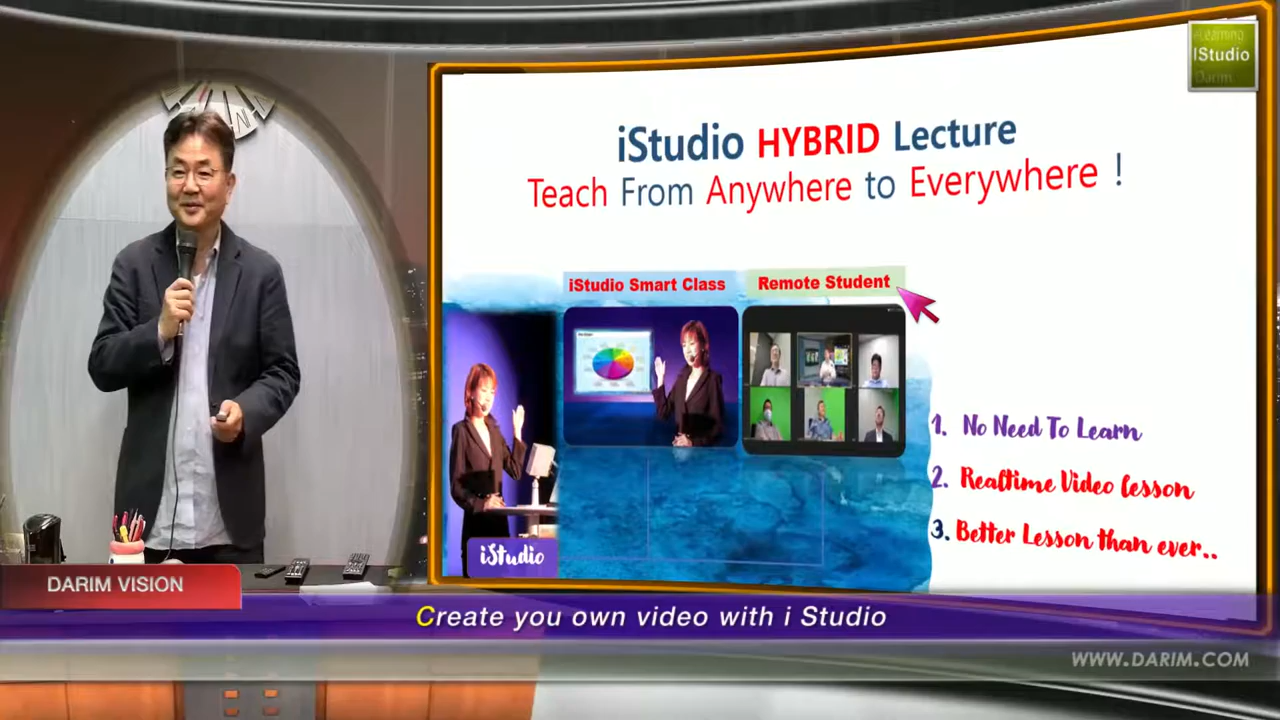 e-Learning
IStudio
Darim
iStudio HYBRID Lecture
Teach From Anywhere to Everywhere !
iStudio Smart Class
Remote Student
1. No Need To Learn
2. Realtime Video Lesson
3. Better Lesson than ever..
iStudio
DARIM VISION
Create you own video with i Studio
WWW.DARIM.COM